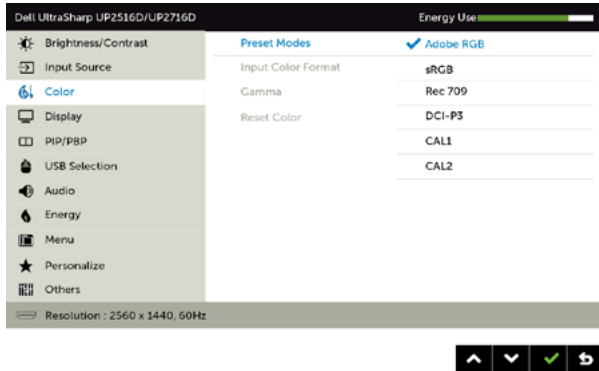 Dell UltraSharp UP2516D/UP2716D Energy Use
Brightness/Contrast Preset Modes Adobe RGB
Input Source Input Color Format sRGB
Color Gamma Rec 709
Display Reset Color DCI-P3
PIP/PBP CAL1
USB Selection CAL2
Audio
Energy
Menu
Personalize
Others
Resolution : 2560 x 1440, 60Hz